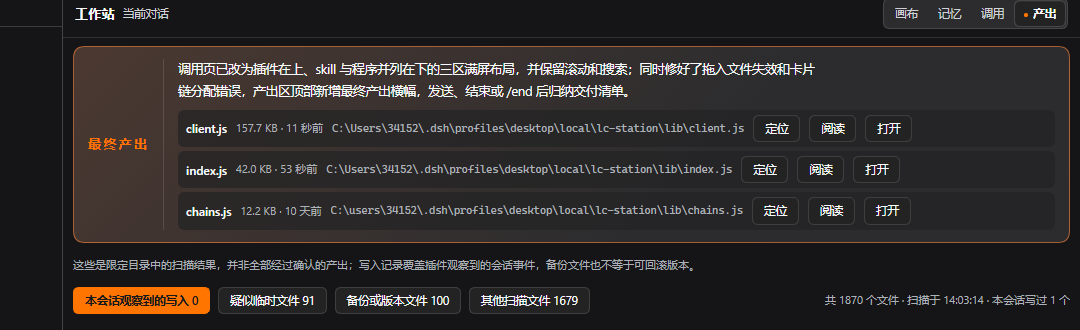 工作站 当前对话 画布 记忆 调用 产出
调用页已改为插件在上、skill 与程序并列在下的三区满屏布局，并保留滚动和搜索；同时修好了拖入文件失效和卡片
链分配错误，产出区顶部新增最终产出横幅，发送、结束或 /end 后归纳交付清单。
最终产出
client.js 157.7 KB · 11 秒前 C:\Users\34152\.dsh\profiles\desktop\local\lc-station\lib\client.js 定位 阅读 打开
index.js 42.0 KB · 53 秒前 C:\Users\34152\.dsh\profiles\desktop\local\lc-station\lib\index.js 定位 阅读 打开
chains.js 12.2 KB · 10 天前 C:\users\34152\.dsh\profiles\desktop\local\lc-station\lib\chains.js 定位 阅读 打开
这些是限定目录中的扫描结果，并非全部经过确认的产出；写入记录覆盖插件观察到的会话事件，备份文件也不等于可回滚版本。
本会话观察到的写入 0 疑似临时文件 91 备份或版本文件 100 其他扫描文件 1679 共 1870 个文件 · 扫描于 14:03:14 · 本会话写过 1 个